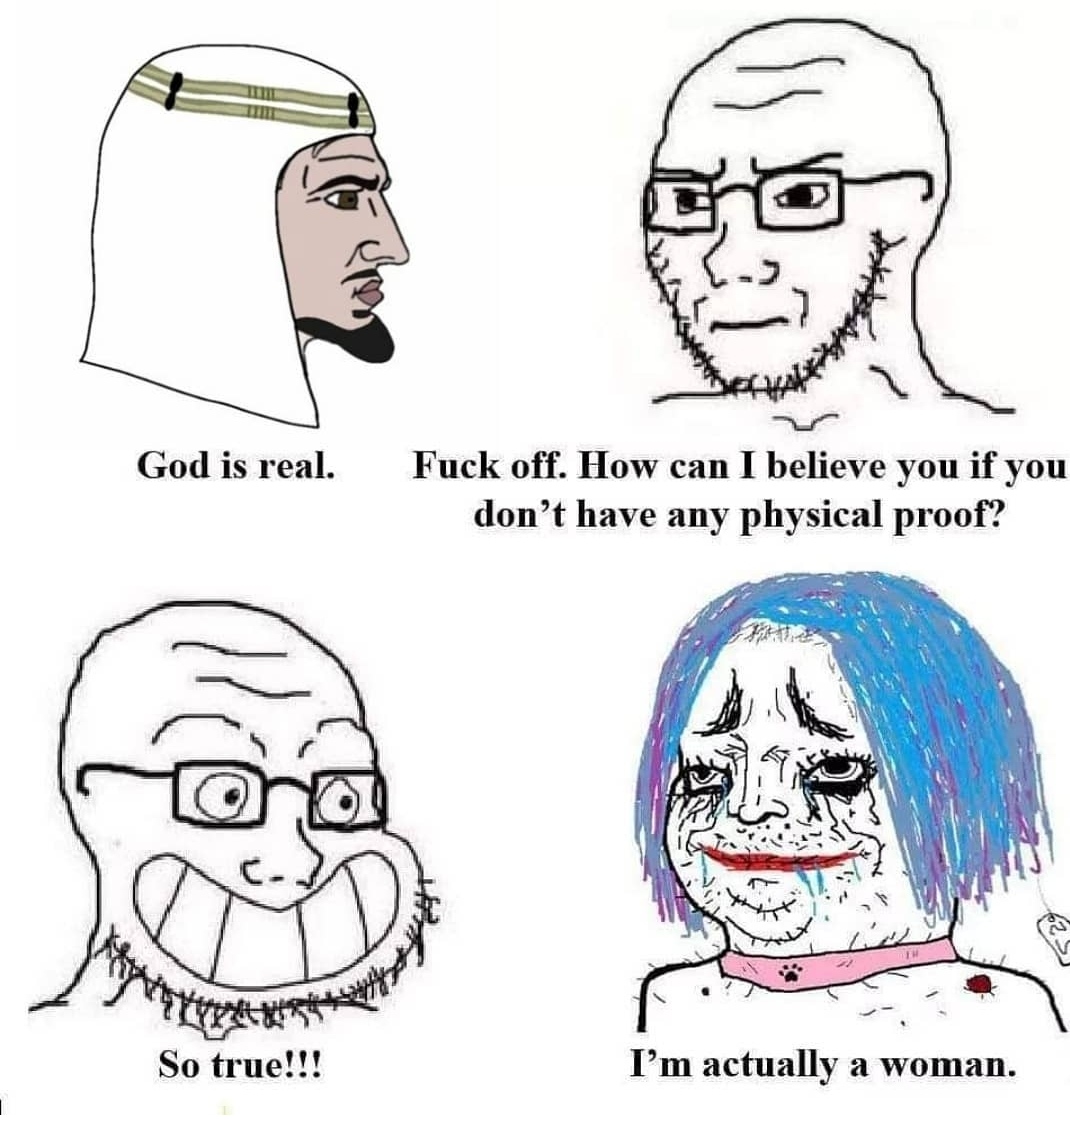 God is real.
Fuck off. How can I believe you if you
don't have any physical proof?
So true!!!
I'm actually a woman.